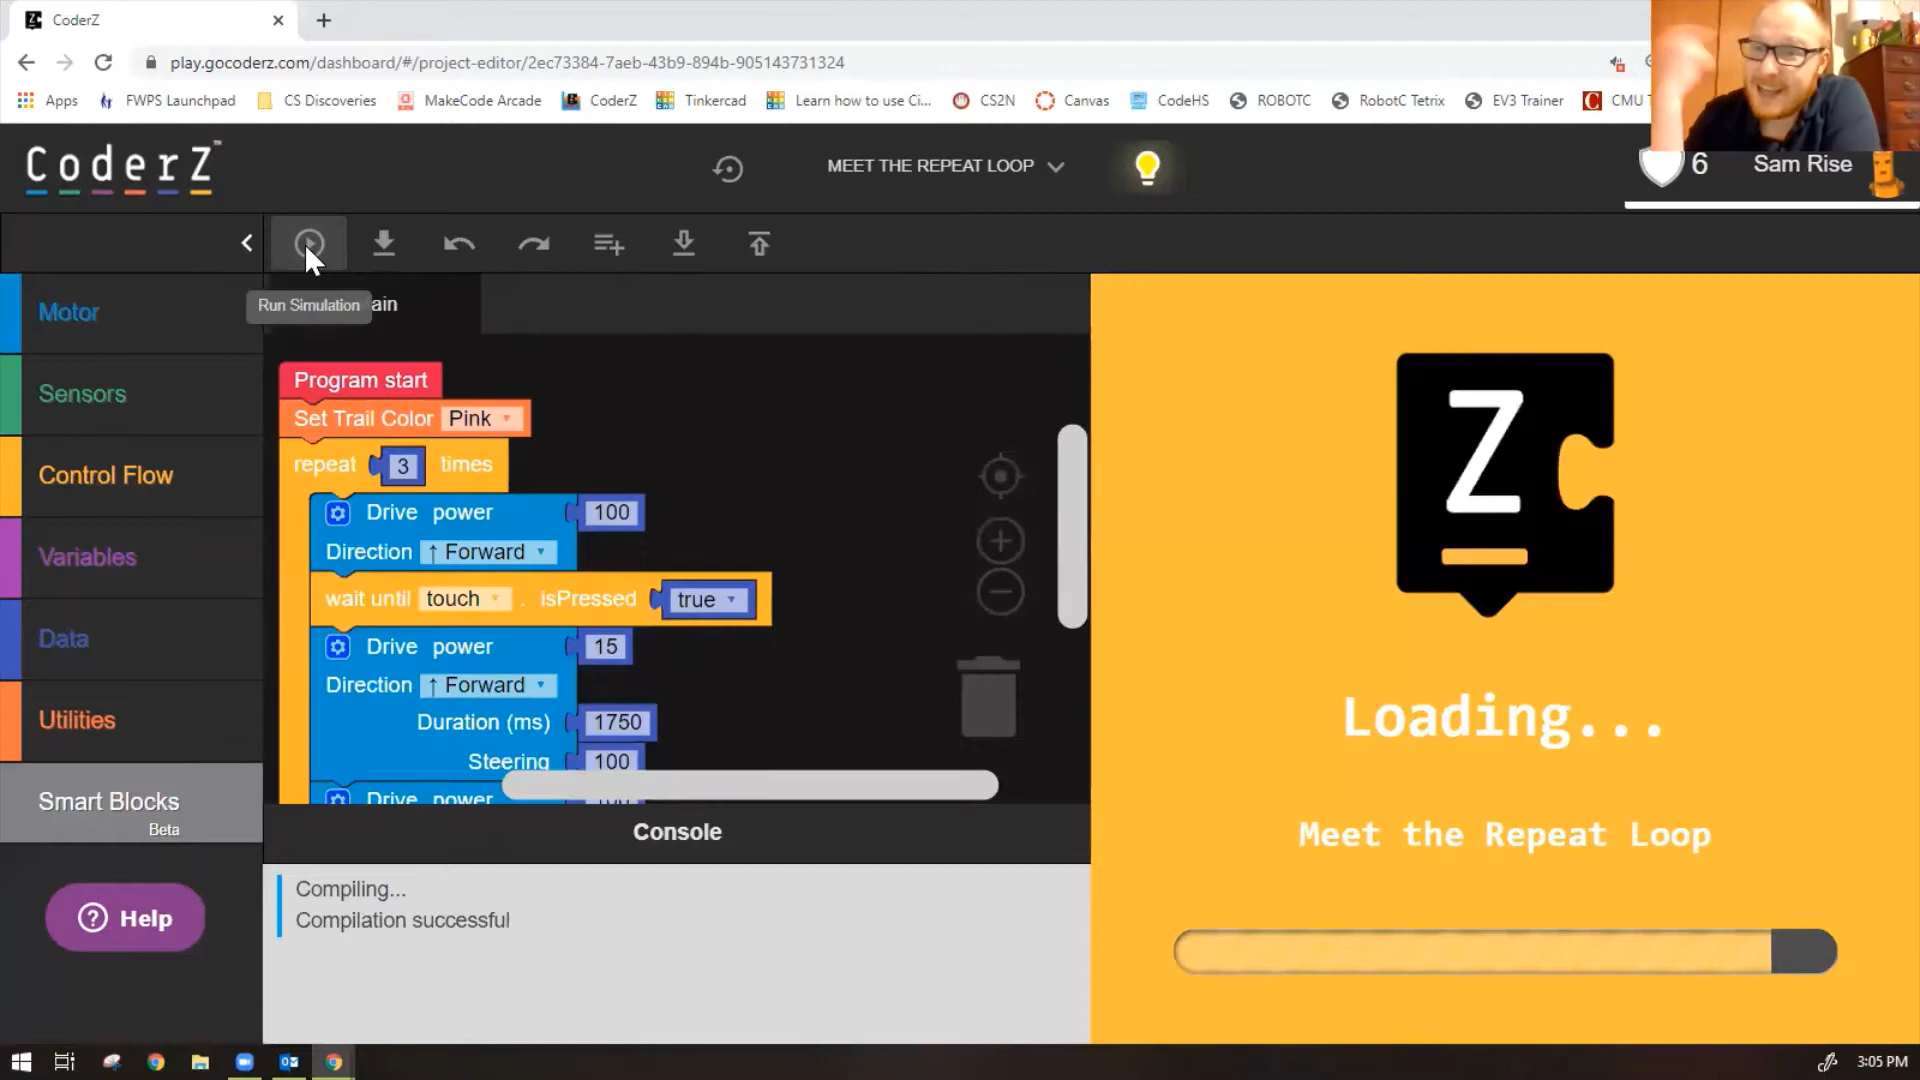 CoderZ
play.gocoderz.com/dashboard/#/project-editor/2ec73384-7aeb-43b9-894b-905143731324
Apps FWPS Launchpad CS Discoveries MakeCode Arcade CoderZ Tinkercad Learn how to use Ci... CS2N Canvas CodeHS ROBOTC RobotC Tetrix EV3 Trainer CMU
CoderZ™
MEET THE REPEAT LOOP
6 Sam Rise
Run Simulation
ain
Motor
Sensors
Control Flow
Variables
Data
Utilities
Smart Blocks
Beta
Help
Program start
Set Trail Color Pink
repeat 3 times
Drive power 100
Direction ↑ Forward
wait until touch . isPressed true
Drive power 15
Direction ↑ Forward
Duration (ms) 1750
Steering 100
Drive power
Console
Compiling...
Compilation successful
Z
Loading...
Meet the Repeat Loop
3:05 PM